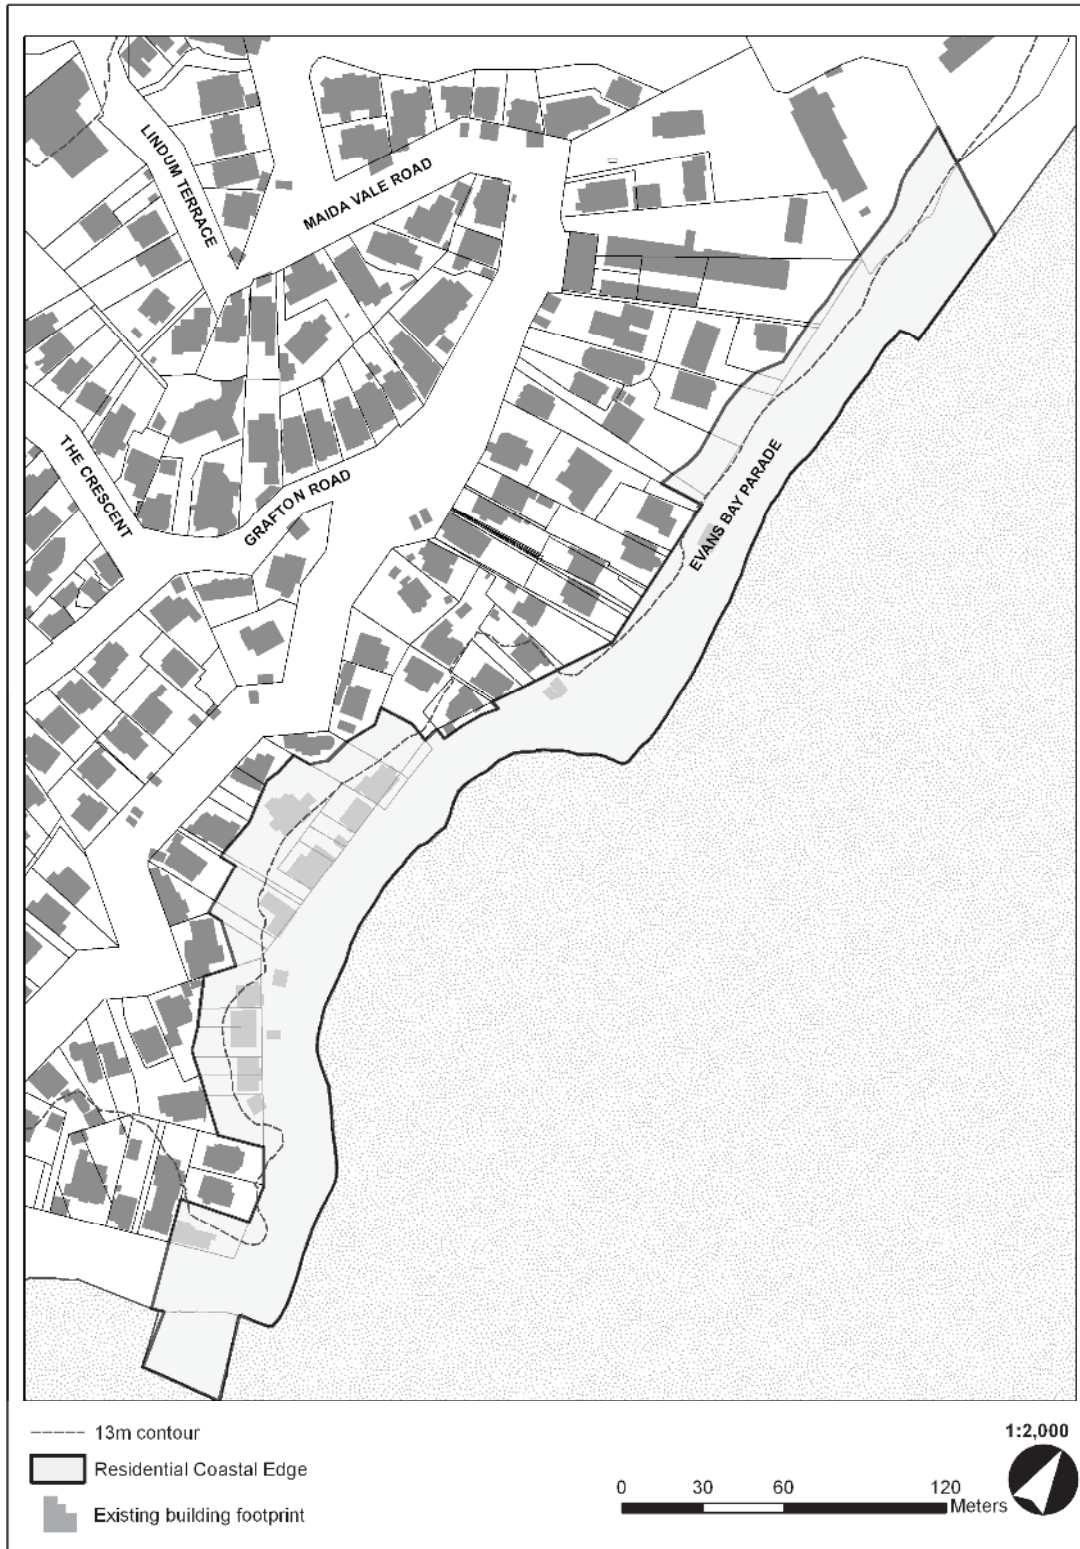 LINDUM TERRACE
MAIDA VALE ROAD
THE CRESCENT
GRAFTON ROAD
EVANS BAY PARADE
13m contour
Residential Coastal Edge
Existing building footprint
1:2,000
0 30 60 120
Meters